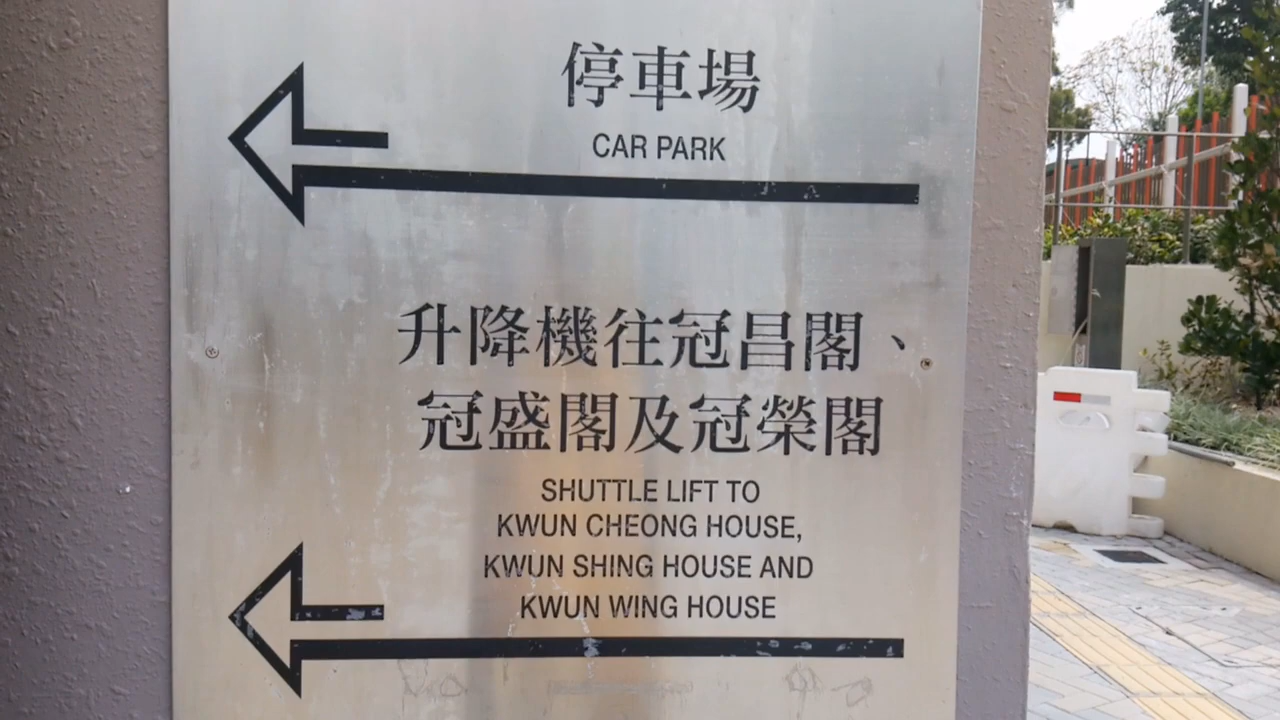 停車場
CAR PARK
升降機往冠昌閣、
冠盛閣及冠榮閣
SHUTTLE LIFT TO
KWUN CHEONG HOUSE,
KWUN SHING HOUSE AND
KWUN WING HOUSE